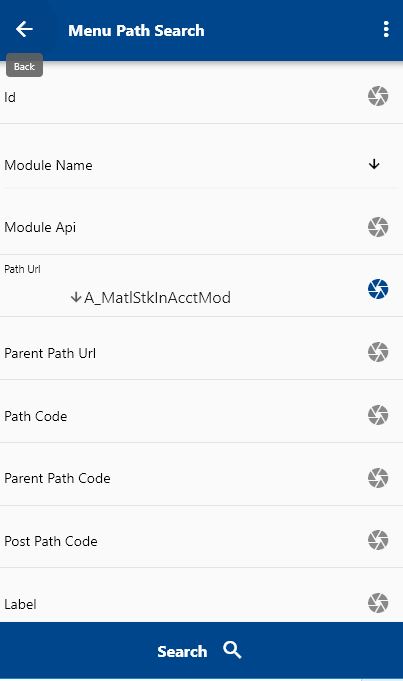 Menu Path Search
Back
Id
Module Name
Module Api
Path Url
A_MatlStkInAcctMod
Parent Path Url
Path Code
Parent Path Code
Post Path Code
Label
Search